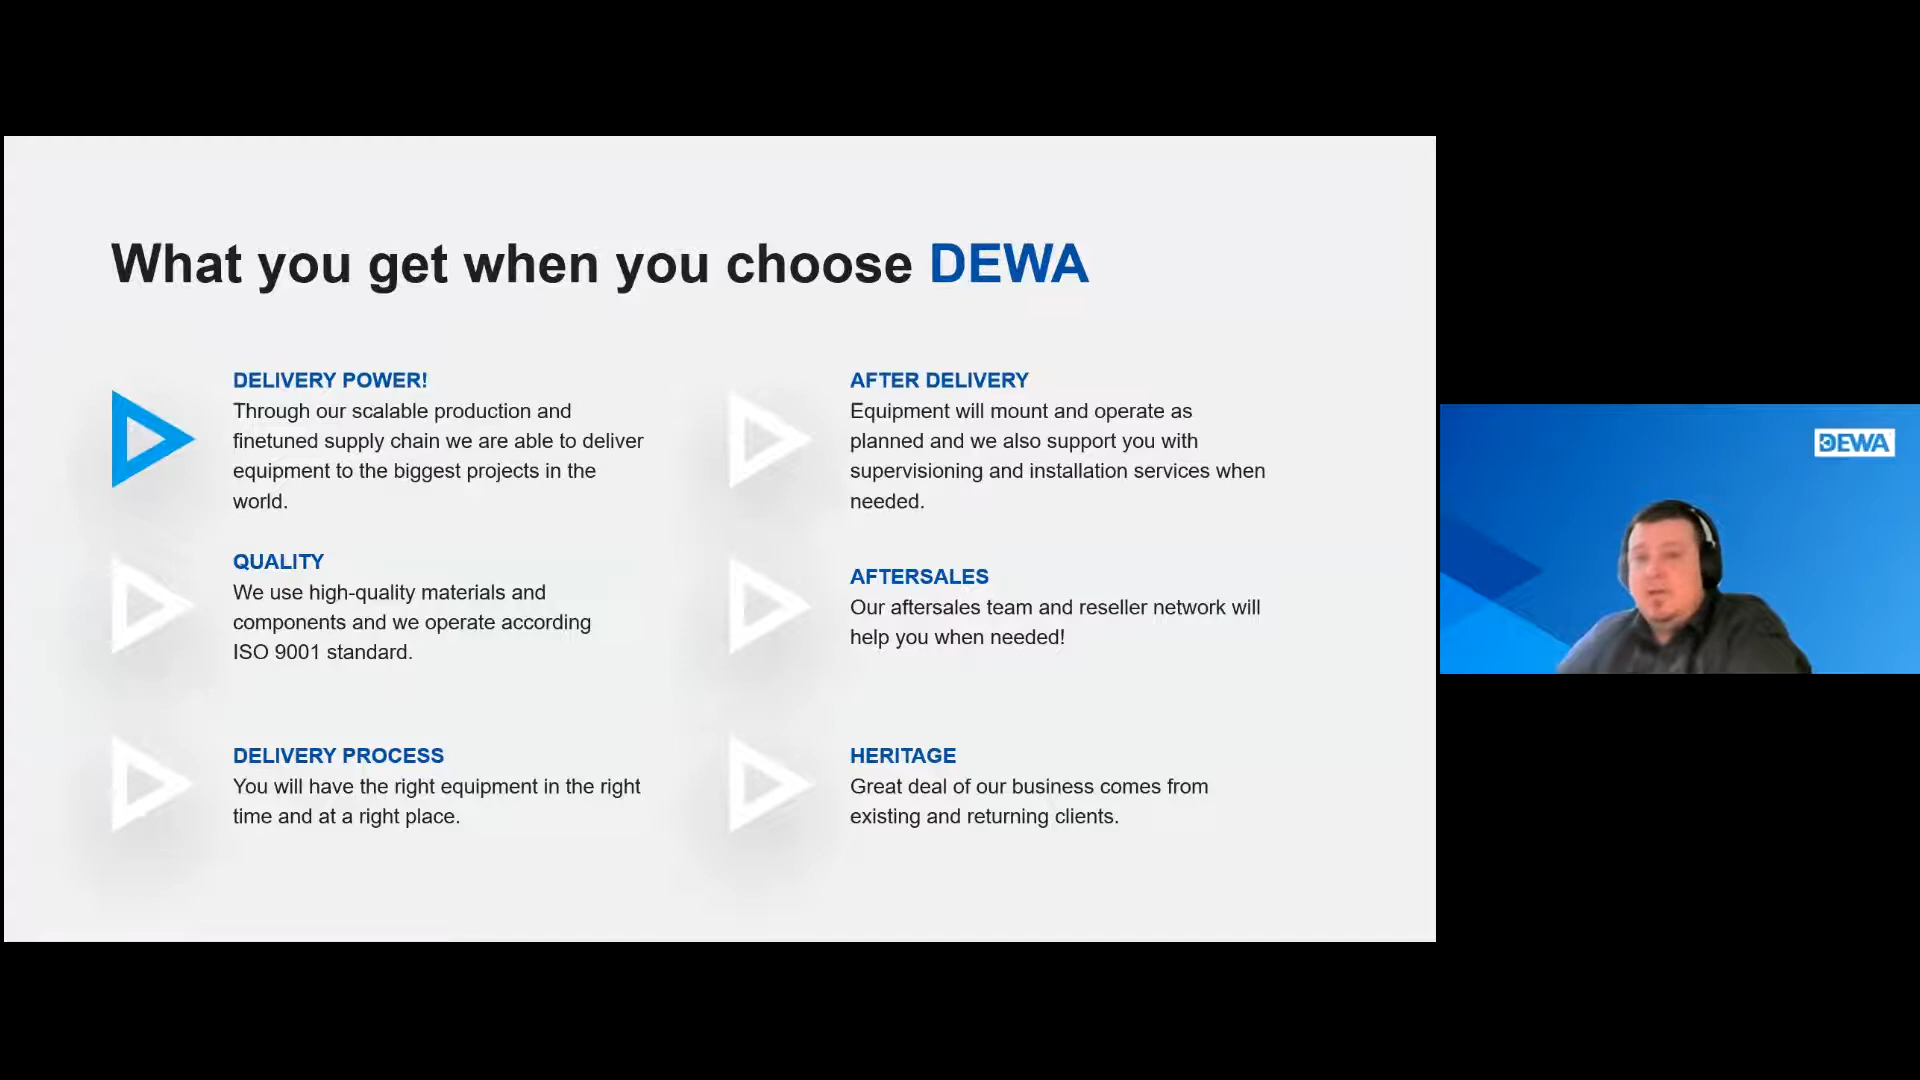 What you get when you choose DEWA
DELIVERY POWER!
Through our scalable production and
finetuned supply chain we are able to deliver
equipment to the biggest projects in the
world.
QUALITY
We use high-quality materials and
components and we operate according
ISO 9001 standard.
DELIVERY PROCESS
You will have the right equipment in the right
time and at a right place.
AFTER DELIVERY
Equipment will mount and operate as
planned and we also support you with
supervisioning and installation services when
needed.
AFTERSALES
Our aftersales team and reseller network will
help you when needed!
HERITAGE
Great deal of our business comes from
existing and returning clients.
DEWA